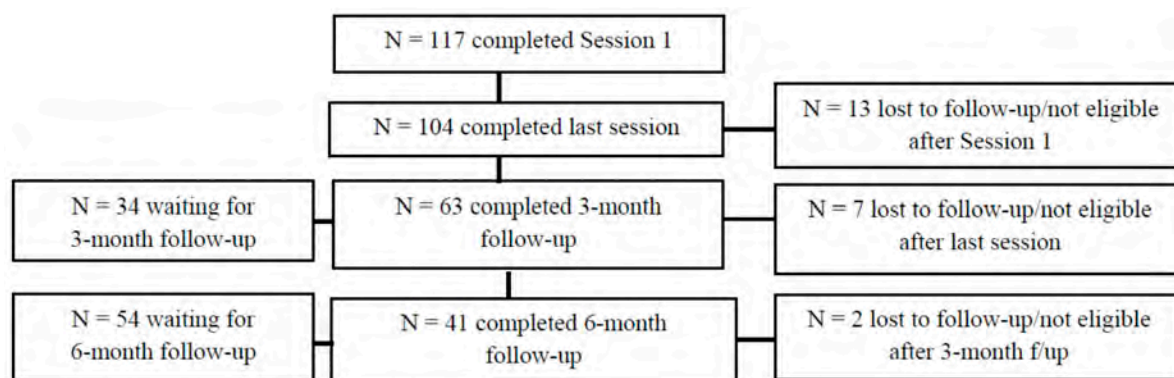 N = 117 completed Session 1
N = 104 completed last session
N = 13 lost to follow-up/not eligible
after Session 1
N = 34 waiting for
3-month follow-up
N = 63 completed 3-month
follow-up
N = 7 lost to follow-up/not eligible
after last session
N = 54 waiting for
6-month follow-up
N = 41 completed 6-month
follow-up
N = 2 lost to follow-up/not eligible
after 3-month f/up